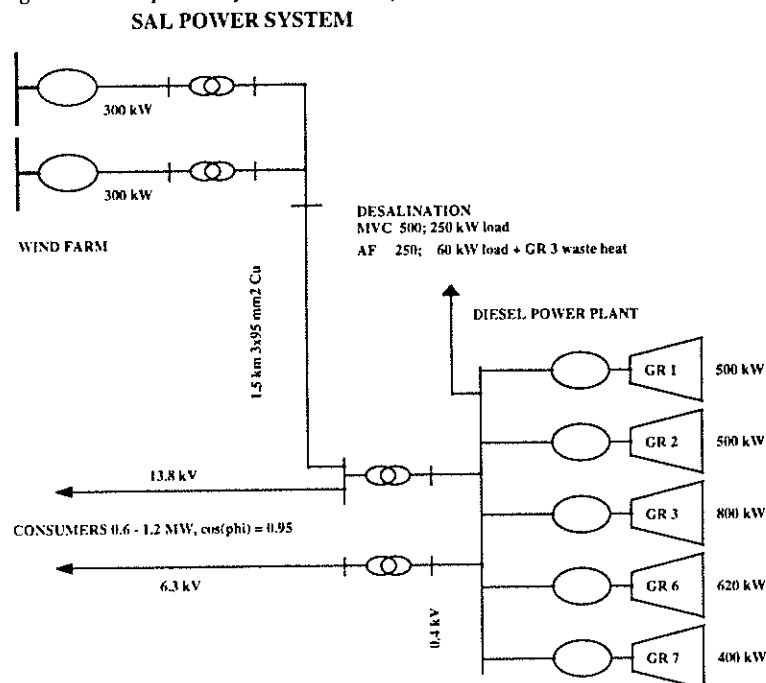 SAL POWER SYSTEM
300 kW
300 kW
WIND FARM
1.5 km 3x95 mm2 Cu
DESALINATION
MVC 500; 250 kW load
AF 250; 60 kW load + GR 3 waste heat
DIESEL POWER PLANT
GR 1 500 kW
GR 2 500 kW
GR 3 800 kW
GR 6 620 kW
GR 7 400 kW
13.8 kV
CONSUMERS 0.6 - 1.2 MW, cos(phi) = 0.95
6.3 kV
0.4 kV